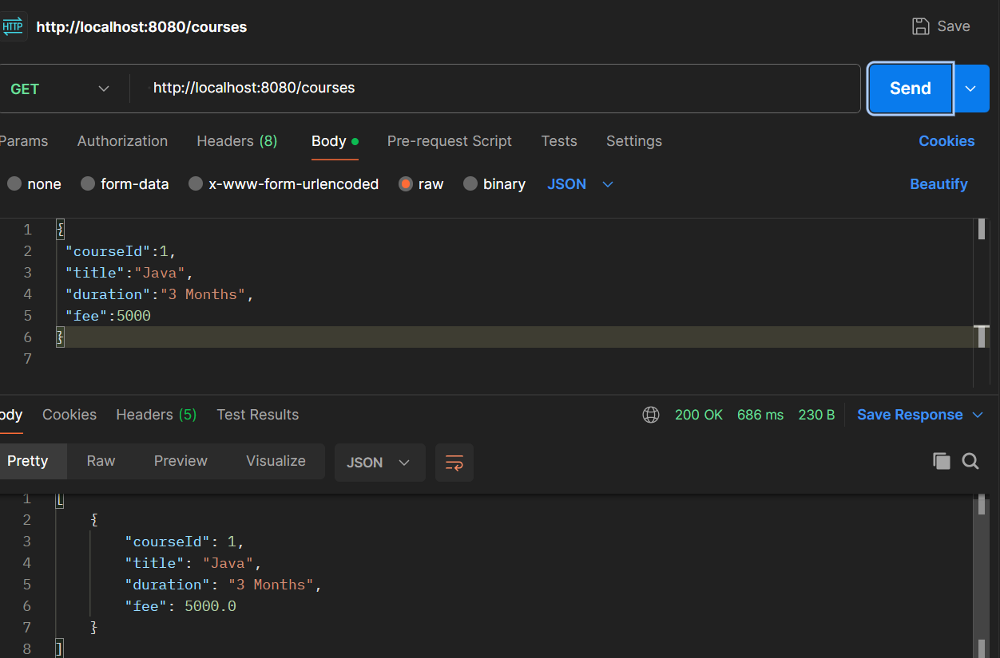 HTTP http://localhost:8080/courses Save
GET http://localhost:8080/courses Send
Params Authorization Headers (8) Body Pre-request Script Tests Settings Cookies
none form-data x-www-form-urlencoded raw binary JSON Beautify
1 {
2 "courseId":1,
3 "title":"Java",
4 "duration":"3 Months",
5 "fee":5000
6 }
7
ody Cookies Headers (5) Test Results 200 OK 686 ms 230 B Save Response
Pretty Raw Preview Visualize JSON
1 [
2 {
3 "courseId": 1,
4 "title": "Java",
5 "duration": "3 Months",
6 "fee": 5000.0
7 }
8 ]